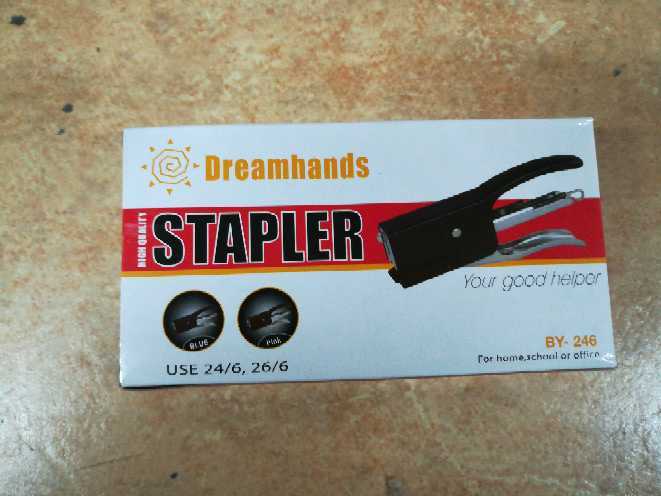 Dreamhands
HIGH QUALITY
STAPLER
Your good helper
BLUE
Pink
USE 24/6, 26/6
BY- 246
For home,school or office